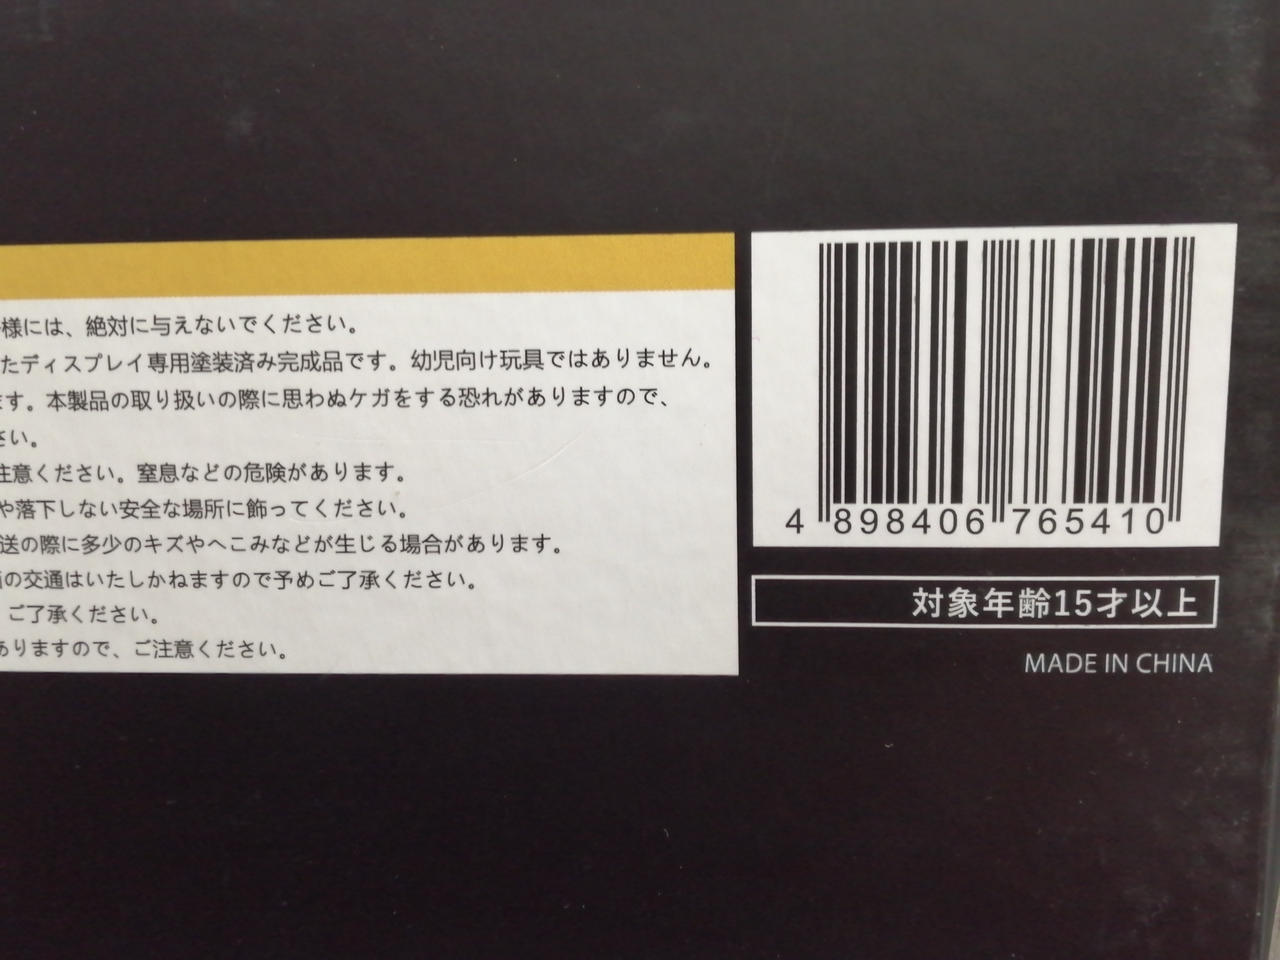 様には、絶対に与えないでください。
たディスプレイ専用塗装済み完成品です。幼児向け玩具ではありません。
ます。本製品の取り扱いの際に思わぬケガをする恐れがありますので、
さい。
注意ください。窒息などの危険があります。
や落下しない安全な場所に飾ってください。
送の際に多少のキズやへこみなどが生じる場合があります。
の交通はいたしかねますので予めご了承ください。
ご了承ください。
ありますので、ご注意ください。
4 898406 765410
対象年齢15才以上
MADE IN CHINA